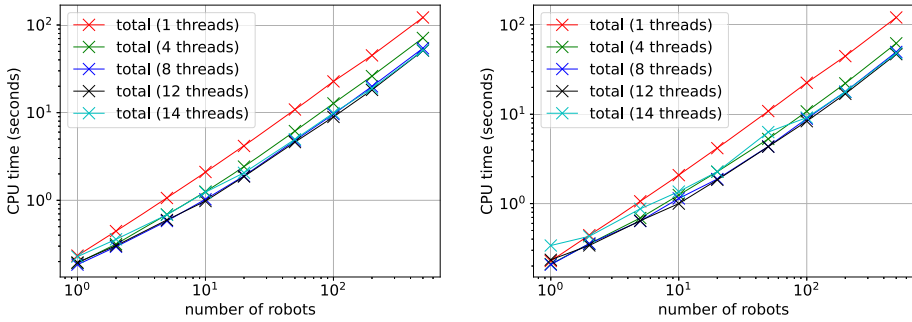 total (1 threads)
total (4 threads)
total (8 threads)
total (12 threads)
total (14 threads)
10²
10¹
10⁰
CPU time (seconds)
10⁰ 10¹ 10²
number of robots
total (1 threads)
total (4 threads)
total (8 threads)
total (12 threads)
total (14 threads)
10²
10¹
10⁰
CPU time (seconds)
10⁰ 10¹ 10²
number of robots